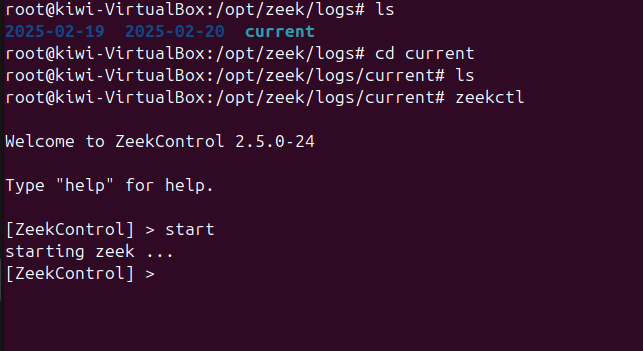 root@kiwi-VirtualBox:/opt/zeek/logs# ls
2025-02-19  2025-02-20  current
root@kiwi-VirtualBox:/opt/zeek/logs# cd current
root@kiwi-VirtualBox:/opt/zeek/logs/current# ls
root@kiwi-VirtualBox:/opt/zeek/logs/current# zeekctl
Welcome to ZeekControl 2.5.0-24
Type "help" for help.
[ZeekControl] > start
starting zeek ...
[ZeekControl] >